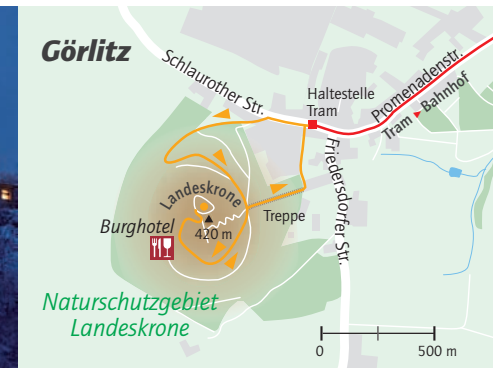 Görlitz
Schlaurother Str.
Haltestelle
Tram
Promenadenstr.
Tram Bahnhof
Friedersdorfer Str.
Landeskrone
Treppe
Burghotel
420 m
Naturschutzgebiet
Landeskrone
0 500 m